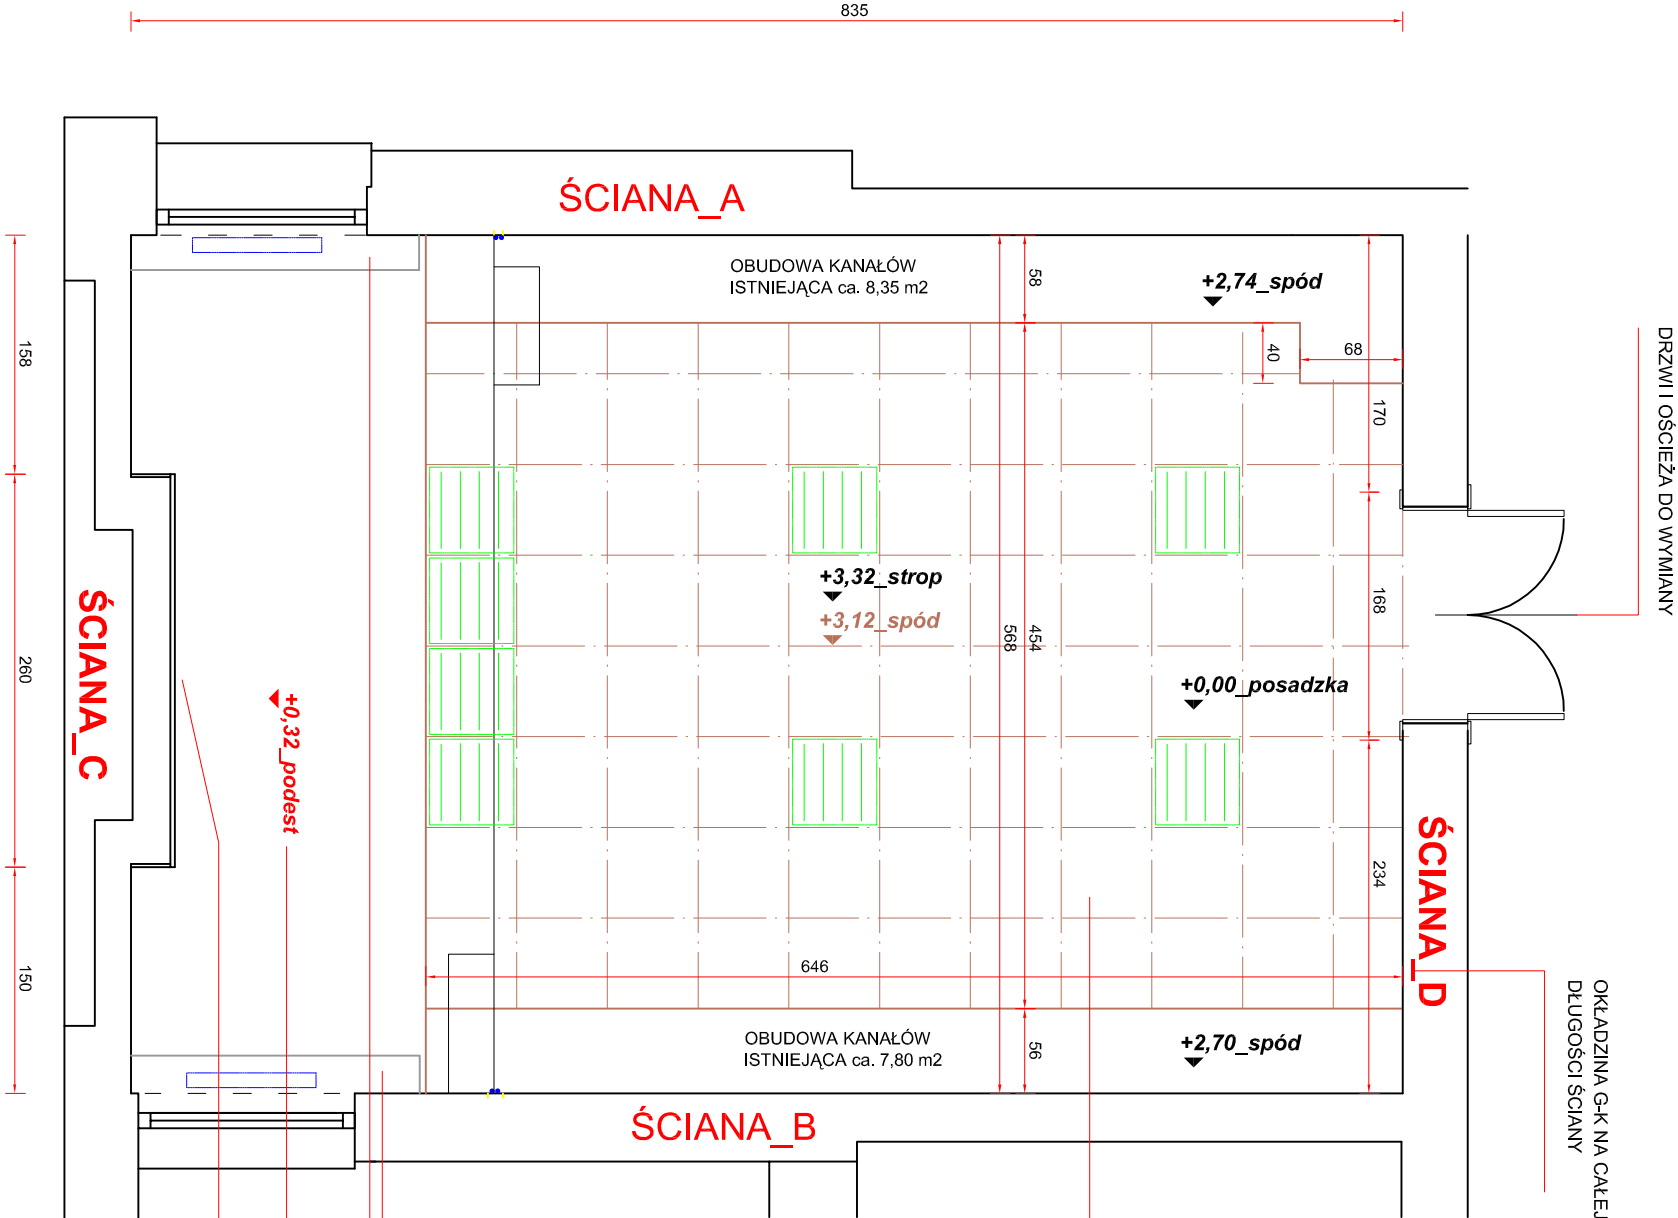 835
ŚCIANA_A
OBUDOWA KANAŁÓW
ISTNIEJĄCA ca. 8,35 m2
58
+2,74_spód
40
68
170
158
DRZWI I OŚCIEŻA DO WYMIANY
+3,32_strop
+3,12_spód
454
568
168
+0,00_posadzka
ŚCIANA_C
260
+0,32_podest
234
ŚCIANA_D
646
150
OBUDOWA KANAŁÓW
ISTNIEJĄCA ca. 7,80 m2
56
+2,70_spód
OKŁADZINA G-K NA CAŁEJ
DŁUGOŚCI ŚCIANY
ŚCIANA_B